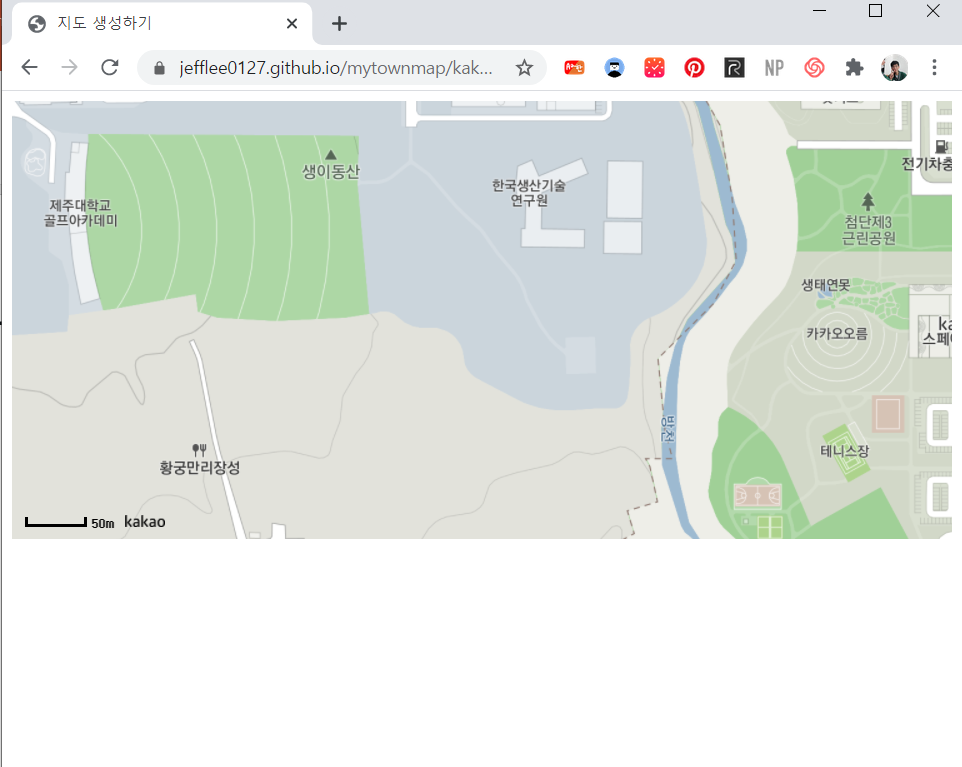 지도 생성하기
jefflee0127.github.io/mytownmap/kak...
NP
생이동산
제주대학교
골프아카데미
한국생산기술
연구원
전기차충
첨단제3
근린공원
생태연못
카카오오름
ka
스페이
방천
테니스장
황궁만리장성
50m kakao